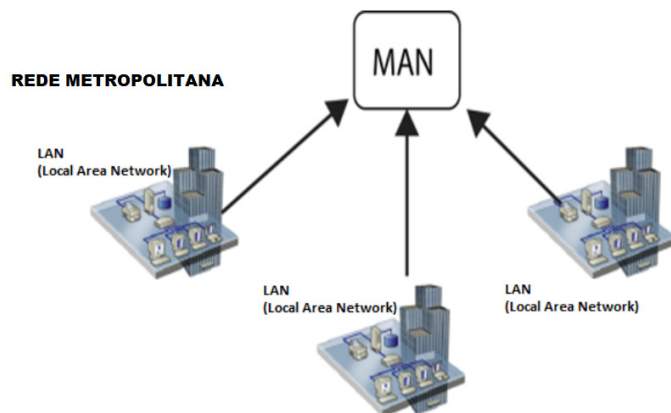 MAN
REDE METROPOLITANA
LAN
(Local Area Network)
LAN
(Local Area Network)
LAN
(Local Area Network)